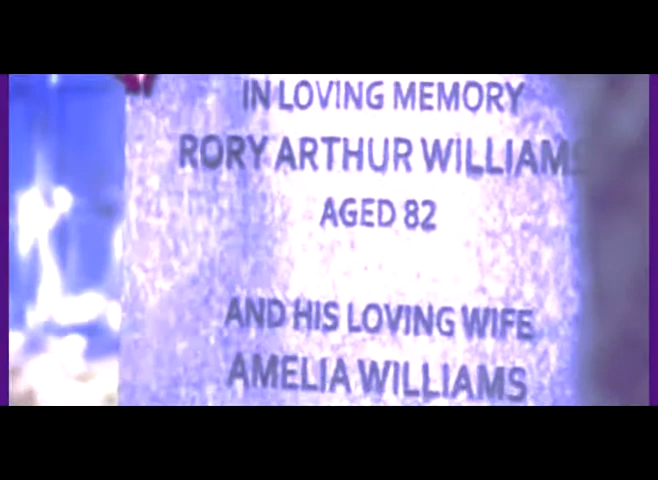 IN LOVING MEMORY
RORY ARTHUR WILLIAMS
AGED 82
AND HIS LOVING WIFE
AMELIA WILLIAMS